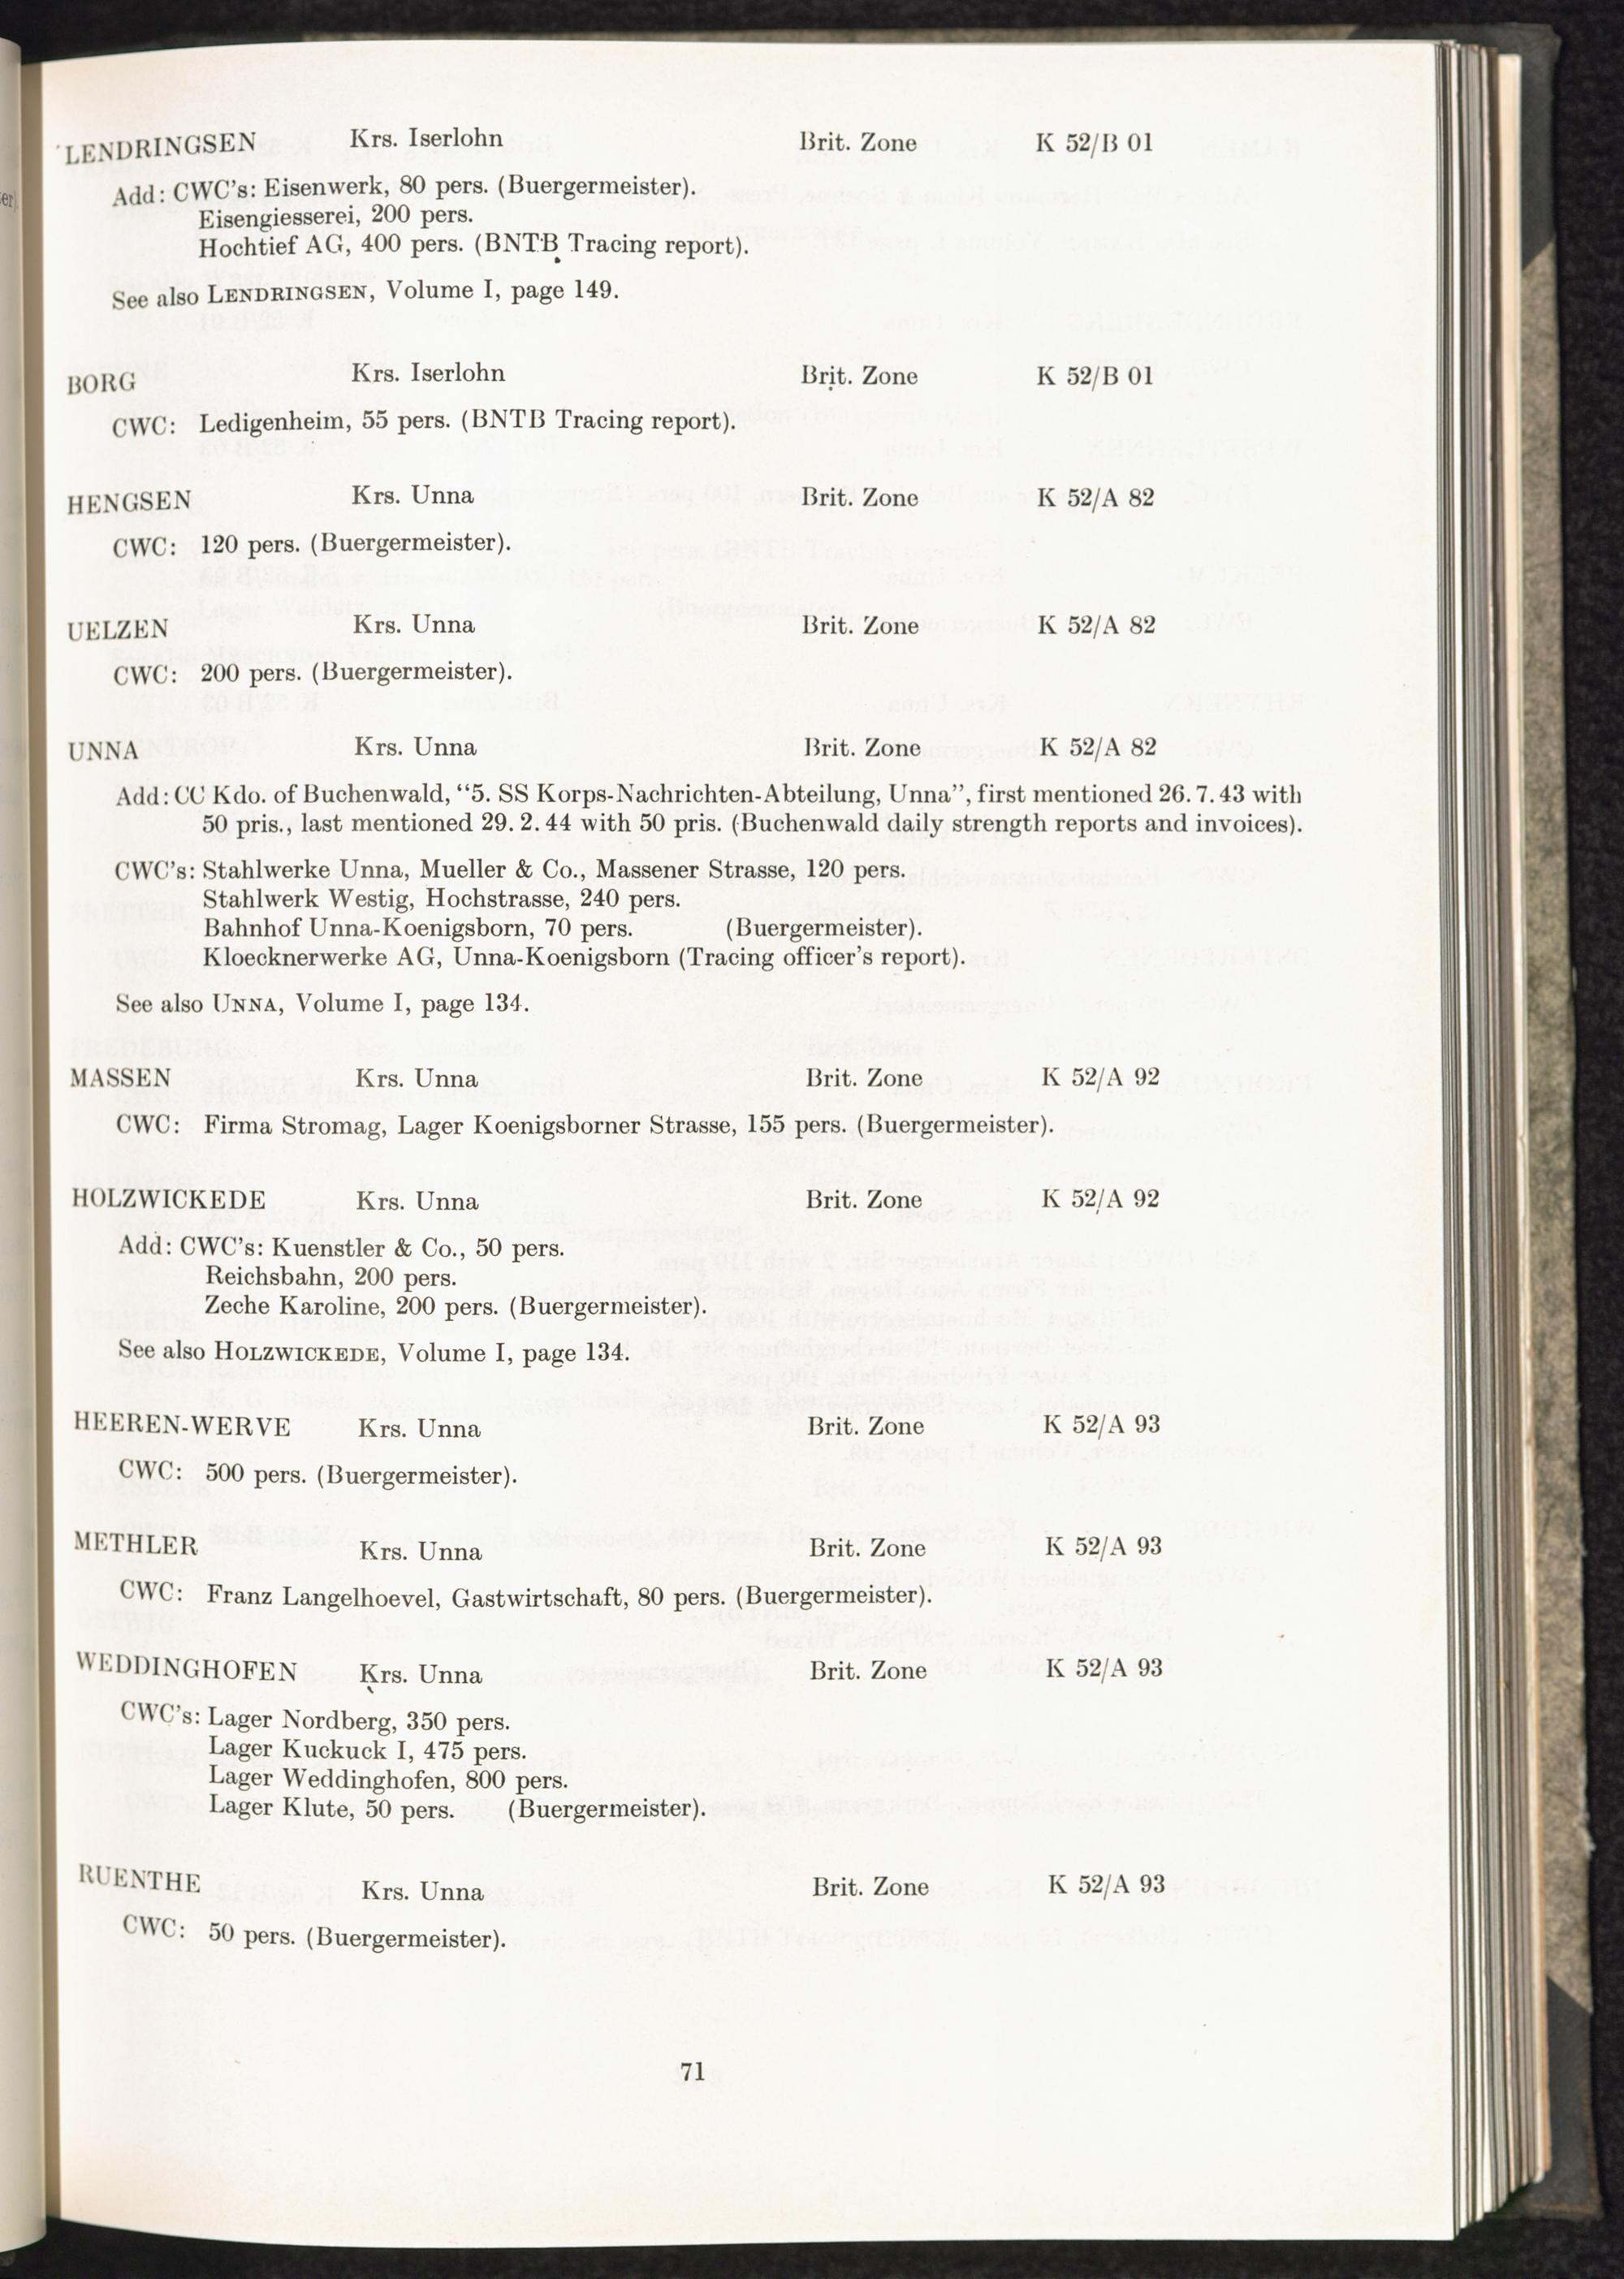 LENDRINGSEN Krs. Iserlohn Brit. Zone K 52/B 01
Add: CWC's: Eisenwerk, 80 pers. (Buergermeister).
Eisengiesserei, 200 pers.
Hochtief AG, 400 pers. (BNTB Tracing report).
See also LENDRINGSEN, Volume I, page 149.
BORG Krs. Iserlohn Brit. Zone K 52/B 01
CWC: Ledigenheim, 55 pers. (BNTB Tracing report).
HENGSEN Krs. Unna Brit. Zone K 52/A 82
CWC: 120 pers. (Buergermeister).
UELZEN Krs. Unna Brit. Zone K 52/A 82
CWC: 200 pers. (Buergermeister).
UNNA Krs. Unna Brit. Zone K 52/A 82
Add: CC Kdo. of Buchenwald, “5. SS Korps-Nachrichten-Abteilung, Unna”, first mentioned 26. 7. 43 with
50 pris., last mentioned 29. 2. 44 with 50 pris. (Buchenwald daily strength reports and invoices).
CWC's: Stahlwerke Unna, Mueller & Co., Massener Strasse, 120 pers.
Stahlwerk Westig, Hochstrasse, 240 pers.
Bahnhof Unna-Koenigsborn, 70 pers. (Buergermeister).
Kloecknerwerke AG, Unna-Koenigsborn (Tracing officer's report).
See also UNNA, Volume I, page 134.
MASSEN Krs. Unna Brit. Zone K 52/A 92
CWC: Firma Stromag, Lager Koenigsborner Strasse, 155 pers. (Buergermeister).
HOLZWICKEDE Krs. Unna Brit. Zone K 52/A 92
Add: CWC's: Kuenstler & Co., 50 pers.
Reichsbahn, 200 pers.
Zeche Karoline, 200 pers. (Buergermeister).
See also HOLZWICKEDE, Volume I, page 134.
HEEREN-WERVE Krs. Unna Brit. Zone K 52/A 93
CWC: 500 pers. (Buergermeister).
METHLER Krs. Unna Brit. Zone K 52/A 93
CWC: Franz Langelhoevel, Gastwirtschaft, 80 pers. (Buergermeister).
WEDDINGHOFEN Krs. Unna Brit. Zone K 52/A 93
CWC's: Lager Nordberg, 350 pers.
Lager Kuckuck I, 475 pers.
Lager Weddinghofen, 800 pers.
Lager Klute, 50 pers. (Buergermeister).
RUENTHE Krs. Unna Brit. Zone K 52/A 93
CWC: 50 pers. (Buergermeister).
71